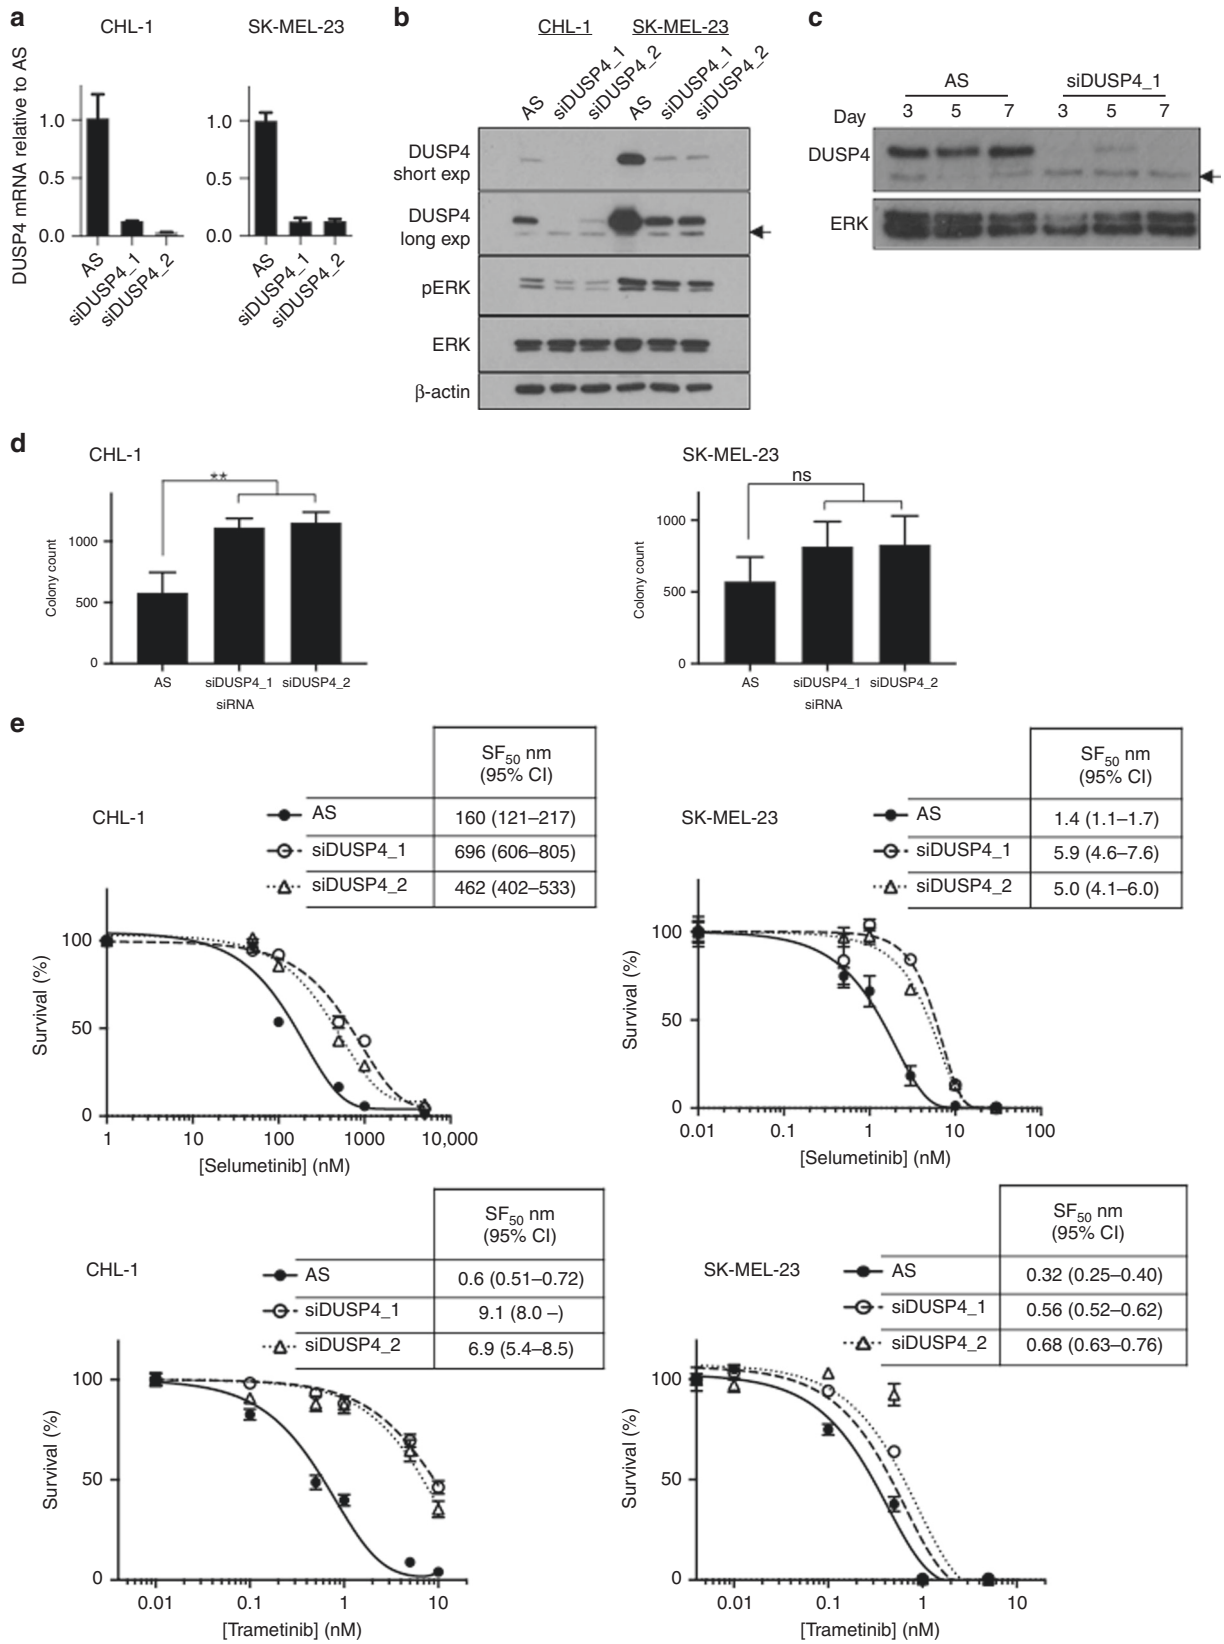 a
CHL-1
SK-MEL-23
DUSP4 mRNA relative to AS
1.0
0.5
0.0
AS
siDUSP4_1
siDUSP4_2
1.0
0.5
0.0
AS
siDUSP4_1
siDUSP4_2
b
CHL-1
SK-MEL-23
AS
siDUSP4_1
siDUSP4_2
AS
siDUSP4_1
siDUSP4_2
DUSP4
short exp
DUSP4
long exp
pERK
ERK
β-actin
c
AS
siDUSP4_1
Day
3 5 7 3 5 7
DUSP4
ERK
d
CHL-1
**
Colony count
1000
500
0
AS
siDUSP4_1
siDUSP4_2
siRNA
SK-MEL-23
ns
Colony count
1000
500
0
AS
siDUSP4_1
siDUSP4_2
siRNA
e
CHL-1
SF50 nm
(95% CI)
AS 160 (121–217)
siDUSP4_1 696 (606–805)
siDUSP4_2 462 (402–533)
Survival (%)
100
50
0
1 10 100 1000 10,000
[Selumetinib] (nM)
SK-MEL-23
SF50 nm
(95% CI)
AS 1.4 (1.1–1.7)
siDUSP4_1 5.9 (4.6–7.6)
siDUSP4_2 5.0 (4.1–6.0)
Survival (%)
100
50
0
0.01 0.1 1 10 100
[Selumetinib] (nM)
CHL-1
SF50 nm
(95% CI)
AS 0.6 (0.51–0.72)
siDUSP4_1 9.1 (8.0 –)
siDUSP4_2 6.9 (5.4–8.5)
Survival (%)
100
50
0
0.01 0.1 1 10
[Trametinib] (nM)
SK-MEL-23
SF50 nm
(95% CI)
AS 0.32 (0.25–0.40)
siDUSP4_1 0.56 (0.52–0.62)
siDUSP4_2 0.68 (0.63–0.76)
Survival (%)
100
50
0
0.01 0.1 1 10
[Trametinib] (nM)